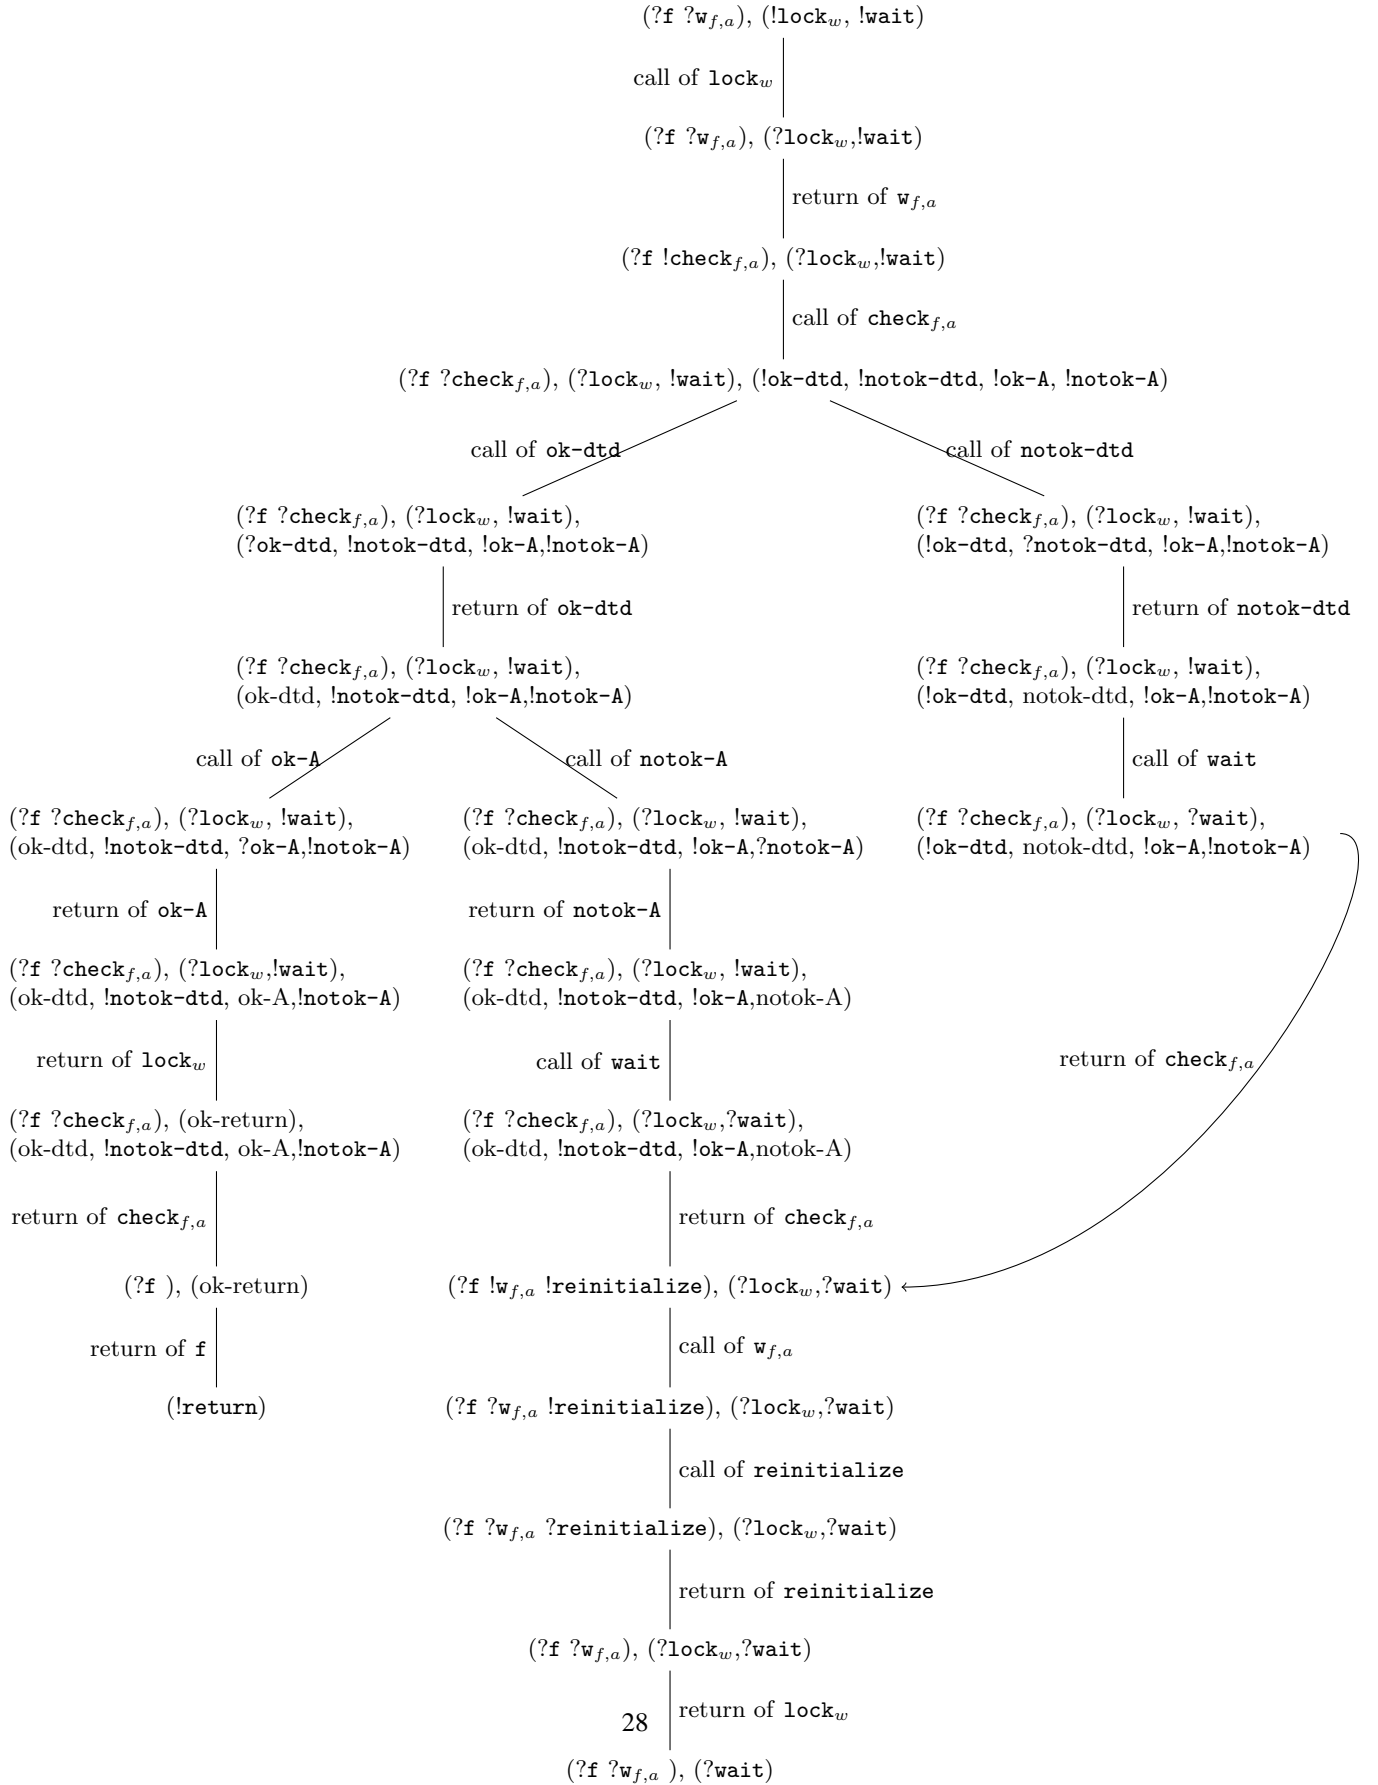 (?f ?w_{f,a}), (!lock_w, !wait)
call of lock_w
(?f ?w_{f,a}), (?lock_w,!wait)
return of w_{f,a}
(?f !check_{f,a}), (?lock_w,!wait)
call of check_{f,a}
(?f ?check_{f,a}), (?lock_w, !wait), (!ok-dtd, !notok-dtd, !ok-A, !notok-A)
call of ok-dtd
call of notok-dtd
(?f ?check_{f,a}), (?lock_w, !wait),
(?ok-dtd, !notok-dtd, !ok-A,!notok-A)
(?f ?check_{f,a}), (?lock_w, !wait),
(!ok-dtd, ?notok-dtd, !ok-A,!notok-A)
return of ok-dtd
return of notok-dtd
(?f ?check_{f,a}), (?lock_w, !wait),
(ok-dtd, !notok-dtd, !ok-A,!notok-A)
(?f ?check_{f,a}), (?lock_w, !wait),
(!ok-dtd, notok-dtd, !ok-A,!notok-A)
call of ok-A
call of notok-A
call of wait
(?f ?check_{f,a}), (?lock_w, !wait),
(ok-dtd, !notok-dtd, ?ok-A,!notok-A)
(?f ?check_{f,a}), (?lock_w, !wait),
(ok-dtd, !notok-dtd, !ok-A,?notok-A)
(?f ?check_{f,a}), (?lock_w, ?wait),
(!ok-dtd, notok-dtd, !ok-A,!notok-A)
return of ok-A
return of notok-A
(?f ?check_{f,a}), (?lock_w,!wait),
(ok-dtd, !notok-dtd, ok-A,!notok-A)
(?f ?check_{f,a}), (?lock_w, !wait),
(ok-dtd, !notok-dtd, !ok-A,notok-A)
return of lock_w
call of wait
return of check_{f,a}
(?f ?check_{f,a}), (ok-return),
(ok-dtd, !notok-dtd, ok-A,!notok-A)
(?f ?check_{f,a}), (?lock_w,?wait),
(ok-dtd, !notok-dtd, !ok-A,notok-A)
return of check_{f,a}
return of check_{f,a}
(?f ), (ok-return)
(?f !w_{f,a} !reinitialize), (?lock_w,?wait)
return of f
call of w_{f,a}
(!return)
(?f ?w_{f,a} !reinitialize), (?lock_w,?wait)
call of reinitialize
(?f ?w_{f,a} ?reinitialize), (?lock_w,?wait)
return of reinitialize
(?f ?w_{f,a}), (?lock_w,?wait)
return of lock_w
28
(?f ?w_{f,a} ), (?wait)